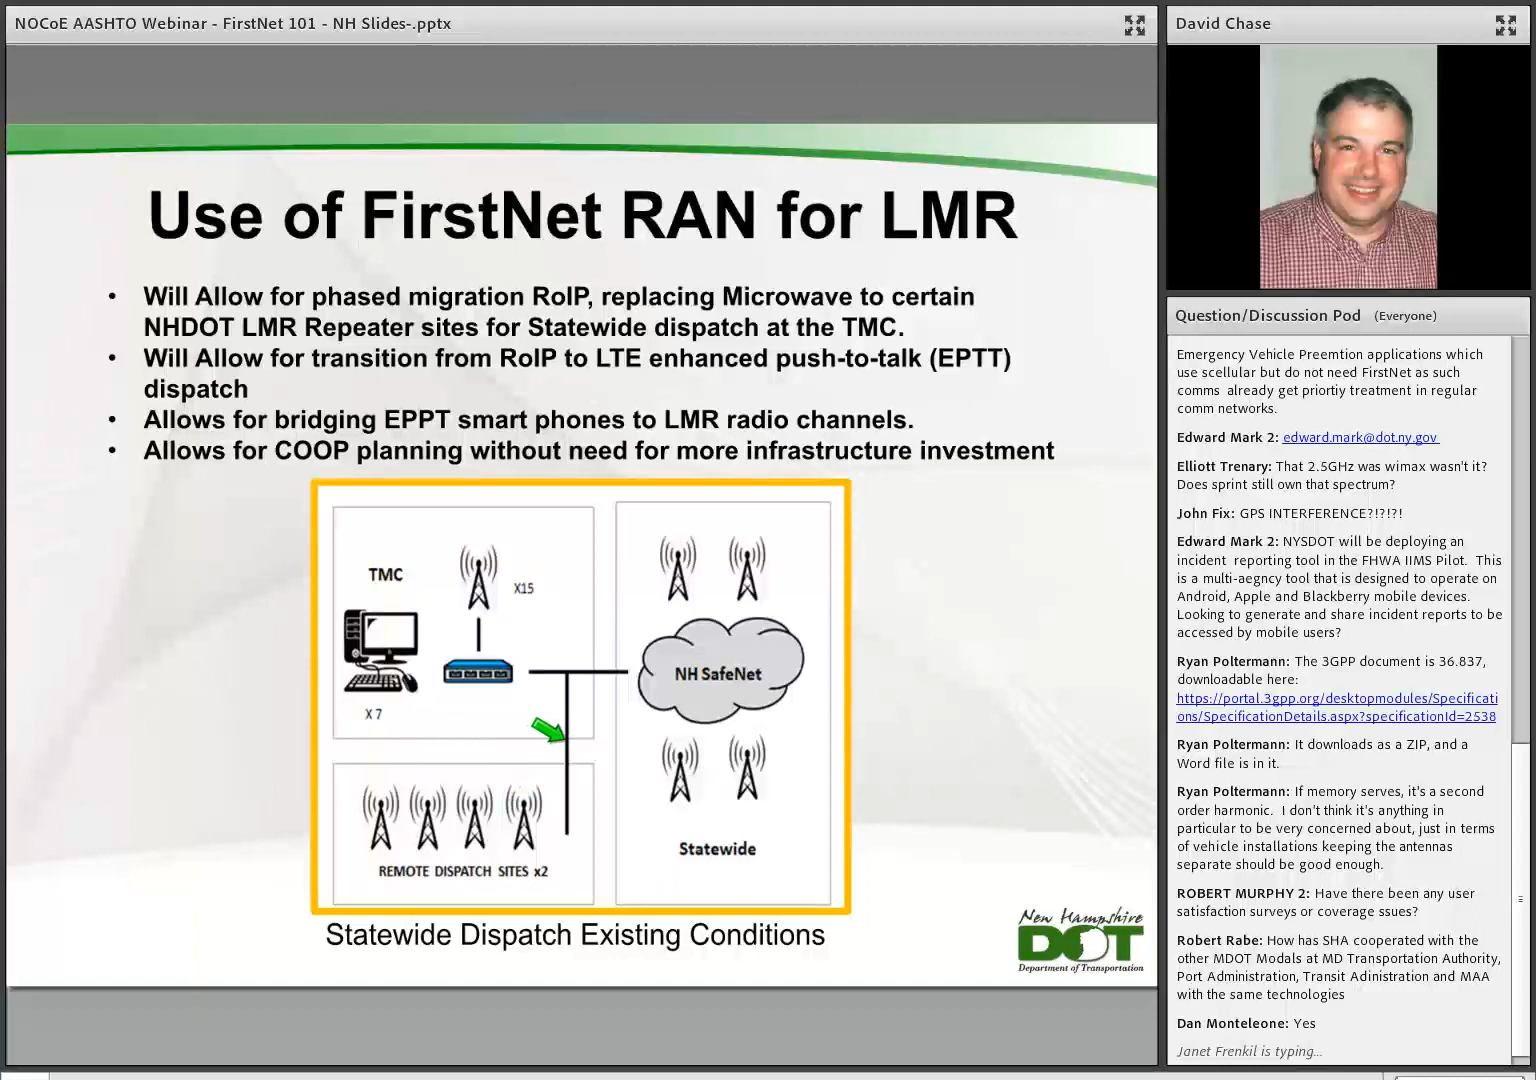 NOCoE AASHTO Webinar - FirstNet 101 - NH Slides-.pptx
Use of FirstNet RAN for LMR
• Will Allow for phased migration RoIP, replacing Microwave to certain
NHDOT LMR Repeater sites for Statewide dispatch at the TMC.
• Will Allow for transition from RoIP to LTE enhanced push-to-talk (EPTT)
dispatch
• Allows for bridging EPPT smart phones to LMR radio channels.
• Allows for COOP planning without need for more infrastructure investment
TMC
X15
X 7
NH SafeNet
REMOTE DISPATCH SITES x2
Statewide
Statewide Dispatch Existing Conditions
New Hampshire
DOT
Department of Transportation
David Chase
Question/Discussion Pod (Everyone)
Emergency Vehicle Preemtion applications which
use scellular but do not need FirstNet as such
comms already get priortiy treatment in regular
comm networks.
Edward Mark 2: edward.mark@dot.ny.gov
Elliott Trenary: That 2.5GHz was wimax wasn't it?
Does sprint still own that spectrum?
John Fix: GPS INTERFERENCE?!?!?!
Edward Mark 2: NYSDOT will be deploying an
incident reporting tool in the FHWA IIMS Pilot. This
is a multi-aegncy tool that is designed to operate on
Android, Apple and Blackberry mobile devices.
Looking to generate and share incident reports to be
accessed by mobile users?
Ryan Poltermann: The 3GPP document is 36.837,
downloadable here:
https://portal.3gpp.org/desktopmodules/Specificati
ons/SpecificationDetails.aspx?specificationId=2538
Ryan Poltermann: It downloads as a ZIP, and a
Word file is in it.
Ryan Poltermann: If memory serves, it's a second
order harmonic. I don't think it's anything in
particular to be very concerned about, just in terms
of vehicle installations keeping the antennas
separate should be good enough.
ROBERT MURPHY 2: Have there been any user
satisfaction surveys or coverage ssues?
Robert Rabe: How has SHA cooperated with the
other MDOT Modals at MD Transportation Authority,
Port Administration, Transit Adinistration and MAA
with the same technologies
Dan Monteleone: Yes
Janet Frenkil is typing...